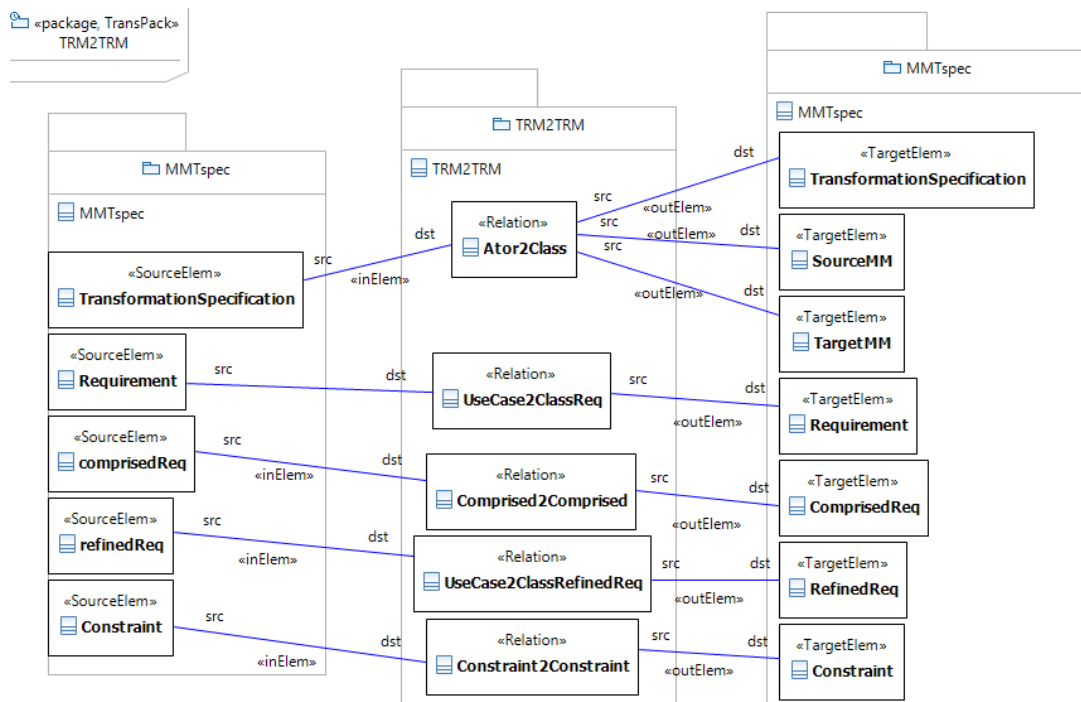 «package, TransPack»
TRM2TRM
MMTspec
MMTspec
«SourceElem»
TransformationSpecification
«SourceElem»
Requirement
«SourceElem»
comprisedReq
«SourceElem»
refinedReq
«SourceElem»
Constraint
src
dst
«inElem»
src
dst
src
dst
«inElem»
src
dst
«inElem»
src
dst
«inElem»
TRM2TRM
TRM2TRM
«Relation»
Ator2Class
«Relation»
UseCase2ClassReq
«Relation»
Comprised2Comprised
«Relation»
UseCase2ClassRefinedReq
«Relation»
Constraint2Constraint
src
dst
«outElem»
src
dst
«outElem»
src
dst
«outElem»
src
dst
«outElem»
src
dst
«outElem»
src
dst
«outElem»
src
dst
«outElem»
MMTspec
MMTspec
«TargetElem»
TransformationSpecification
«TargetElem»
SourceMM
«TargetElem»
TargetMM
«TargetElem»
Requirement
«TargetElem»
ComprisedReq
«TargetElem»
RefinedReq
«TargetElem»
Constraint